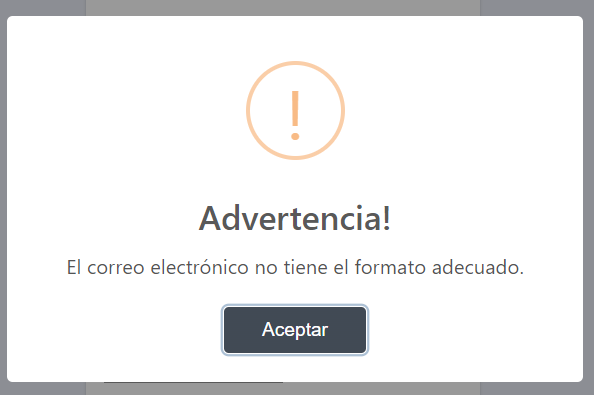 !
Advertencia!
El correo electrónico no tiene el formato adecuado.
Aceptar